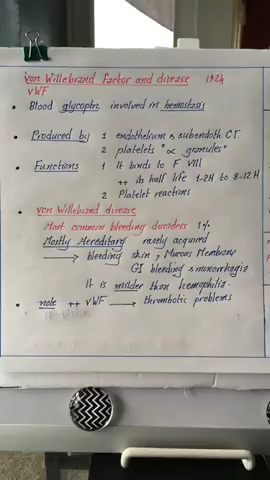 von Willebrand Factor and disease 1924
vWF
• Blood glycoptn involved in hemostasis
• Produced by 1 endothelium & subendoth CT
2 platelets "α granules"
• Functions 1 It binds to F VIII
++ its half life 1-2H to 8-12H
2 Platelet reactions
• von Willebrand disease
Most common bleeding disorders 1%
Mostly Hereditary rarely acquired
→ bleeding skin, Mucous Membrane
GI bleeding & menorrhagia
It is milder than hemophilia.
• note ++ vWF → thrombotic problems